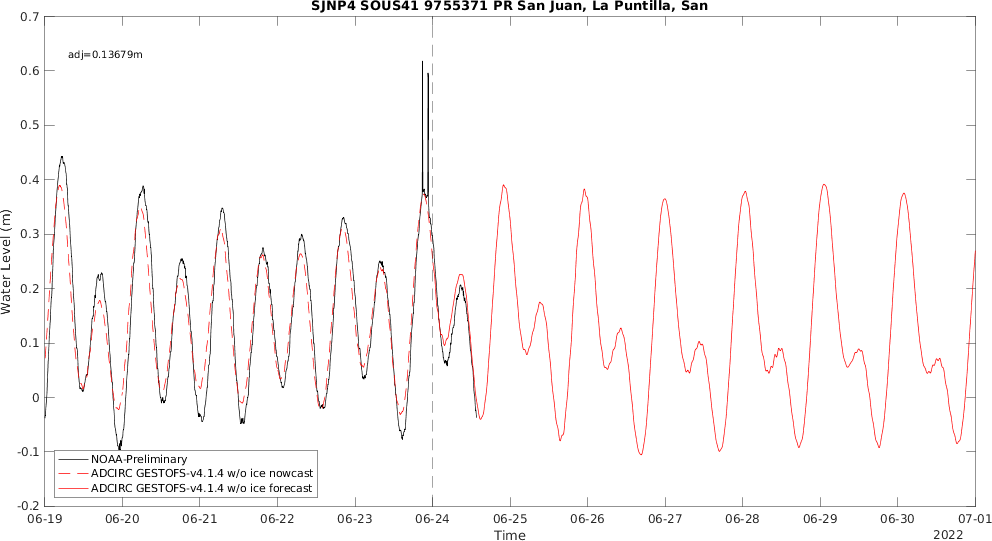 SJNP4 SOUS41 9755371 PR San Juan, La Puntilla, San
adj=0.13679m
Water Level (m)
0.7
0.6
0.5
0.4
0.3
0.2
0.1
0
-0.1
-0.2
NOAA-Preliminary
ADCIRC GESTOFS-v4.1.4 w/o ice nowcast
ADCIRC GESTOFS-v4.1.4 w/o ice forecast
06-19 06-20 06-21 06-22 06-23 06-24 06-25 06-26 06-27 06-28 06-29 06-30 07-01
Time
2022